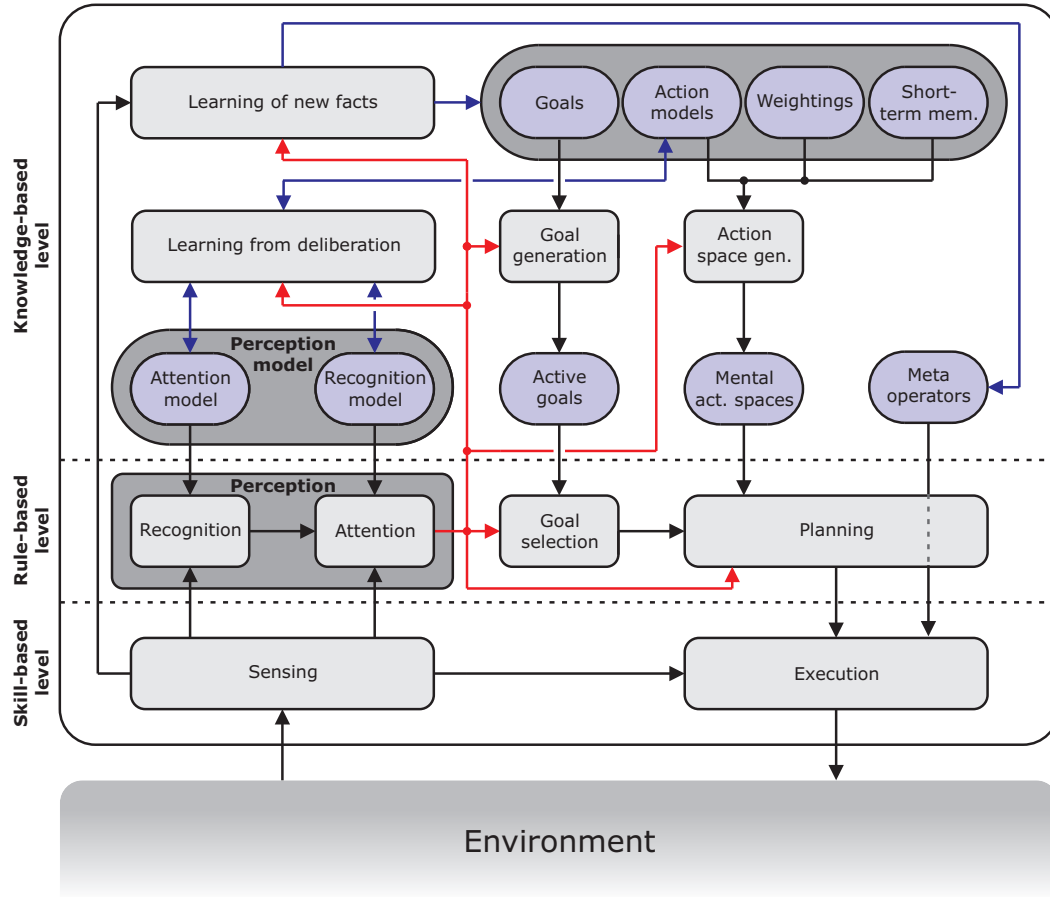 Learning of new facts
Goals
Action
models
Weightings
Short-
term mem.
Knowledge-based
level
Learning from deliberation
Goal
generation
Action
space gen.
Perception
model
Attention
model
Recognition
model
Active
goals
Mental
act. spaces
Meta
operators
Rule-based
level
Perception
Recognition
Attention
Goal
selection
Planning
Skill-based
level
Sensing
Execution
Environment